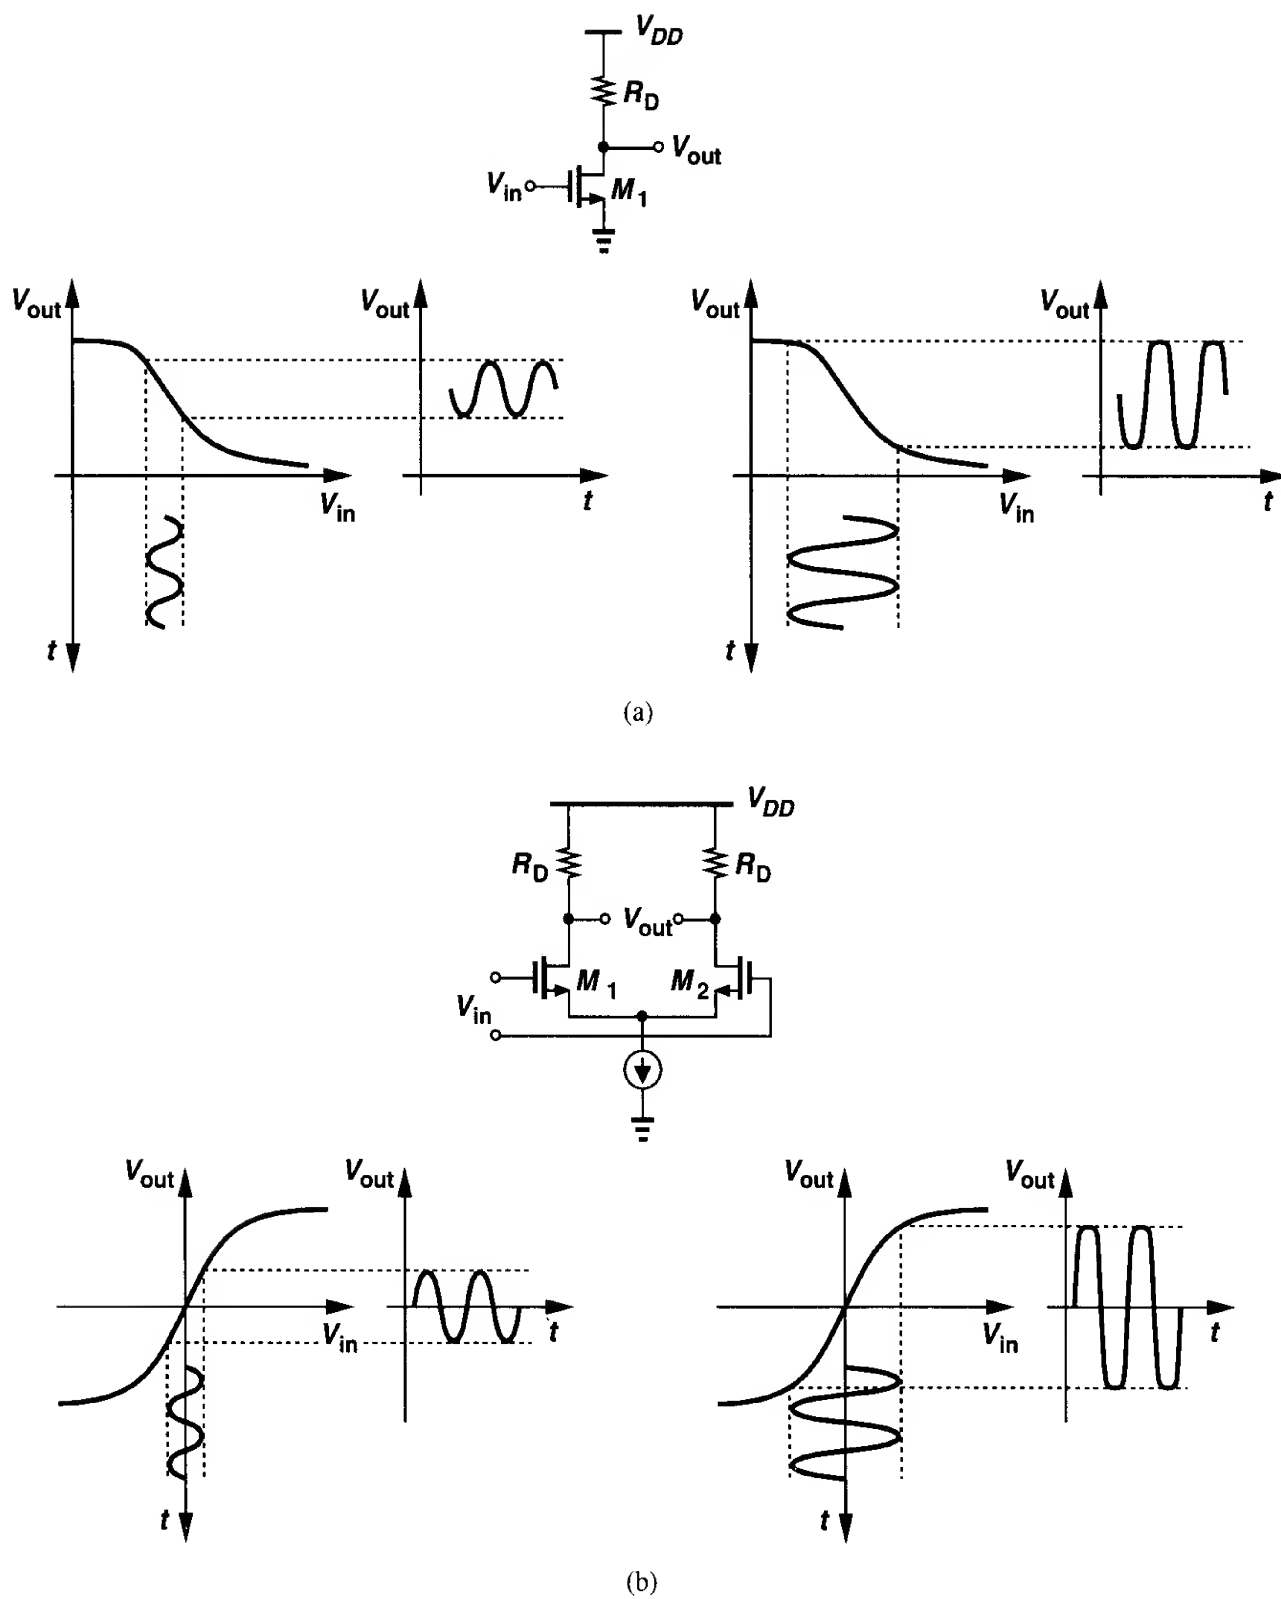 V_DD
R_D
V_out
V_in M_1
V_out V_out V_out V_out
V_in t V_in t
t t
(a)
V_DD
R_D R_D
V_out
M_1 M_2
V_in
V_out V_out V_out V_out
V_in t V_in t
t t
(b)